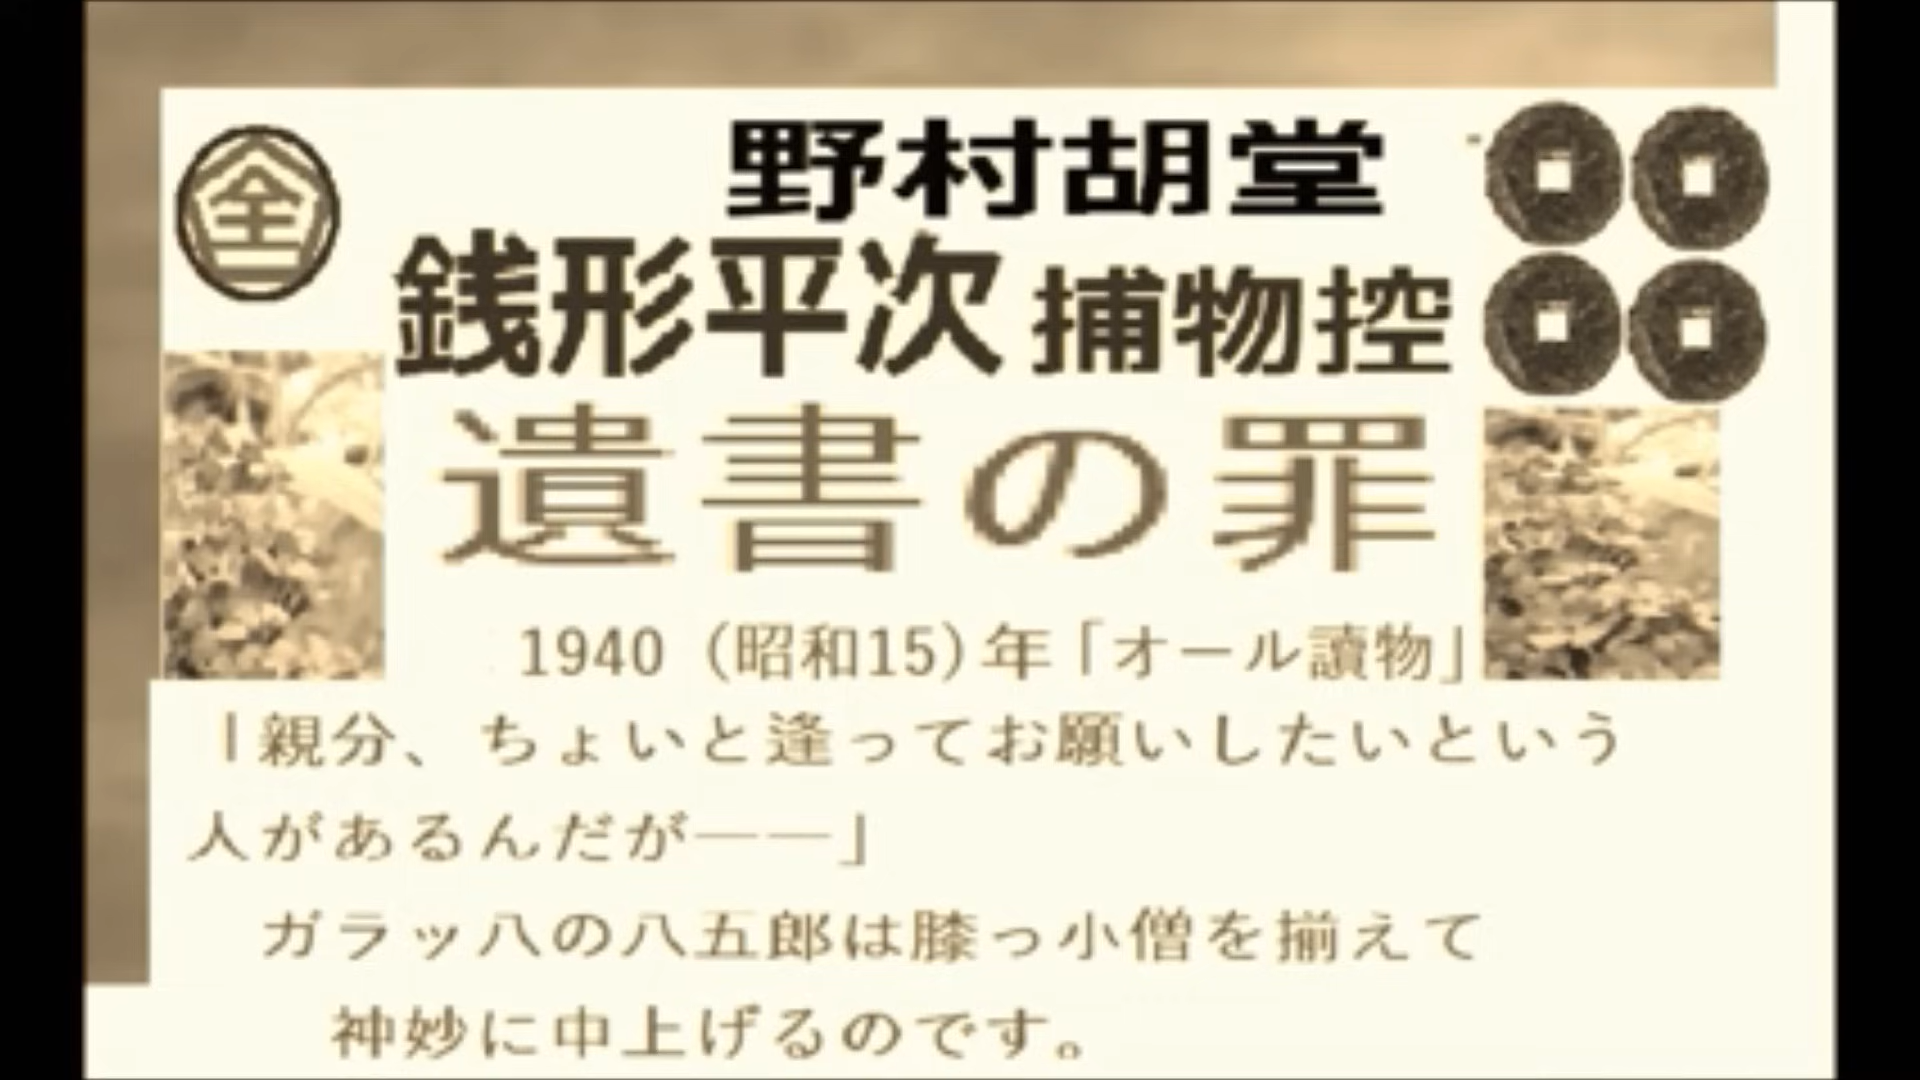 全
野村胡堂
銭形平次 捕物控
遺書の罪
1940 (昭和15)年「オール讀物」
「親分、ちょいと逢ってお願いしたいという
人があるんだが――」
ガラッ八の八五郎は膝っ小僧を揃えて
神妙に中上げるのです。